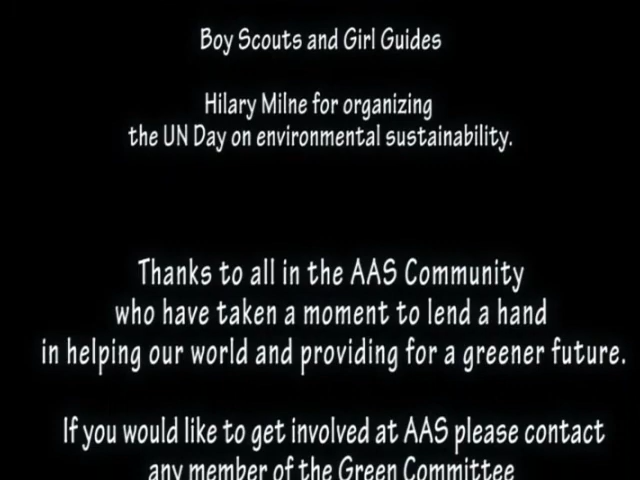 Boy Scouts and Girl Guides
Hilary Milne for organizing
the UN Day on environmental sustainability.
Thanks to all in the AAS Community
who have taken a moment to lend a hand
in helping our world and providing for a greener future.
If you would like to get involved at AAS please contact
any member of the Green Committee